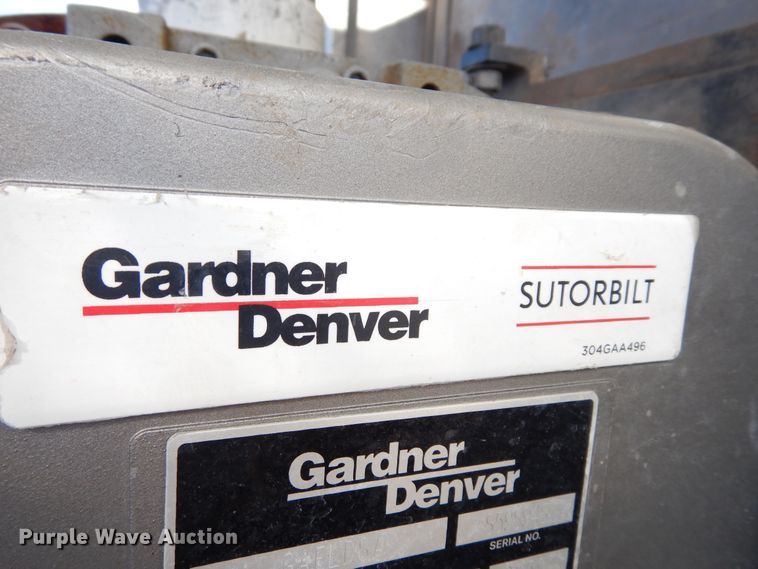 Gardner
Denver
SUTORBILT
304GAA496
Gardner
Denver
SERIAL NO.
Purple Wave Auction